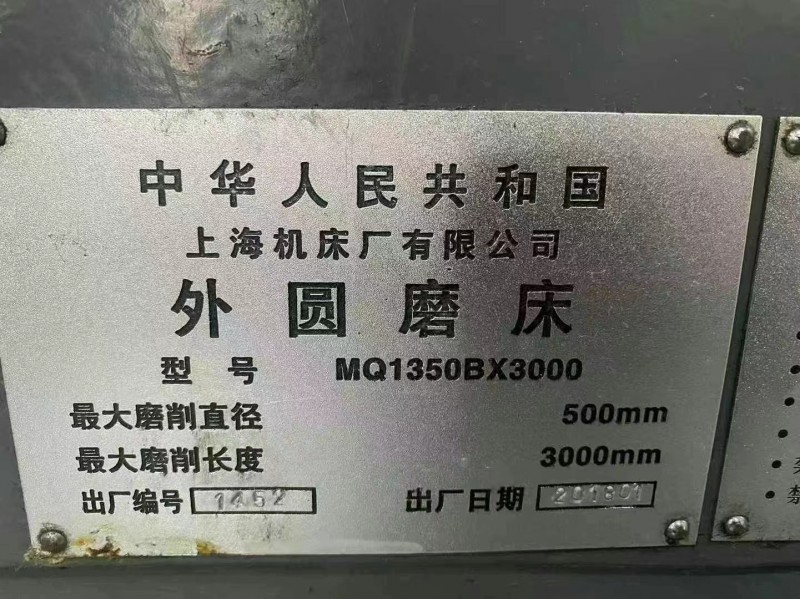 中华人民共和国
上海机床厂有限公司
外圆磨床
型号 MQ1350BX3000
最大磨削直径 500mm
最大磨削长度 3000mm
出厂编号 1452 出厂日期 201801
禁